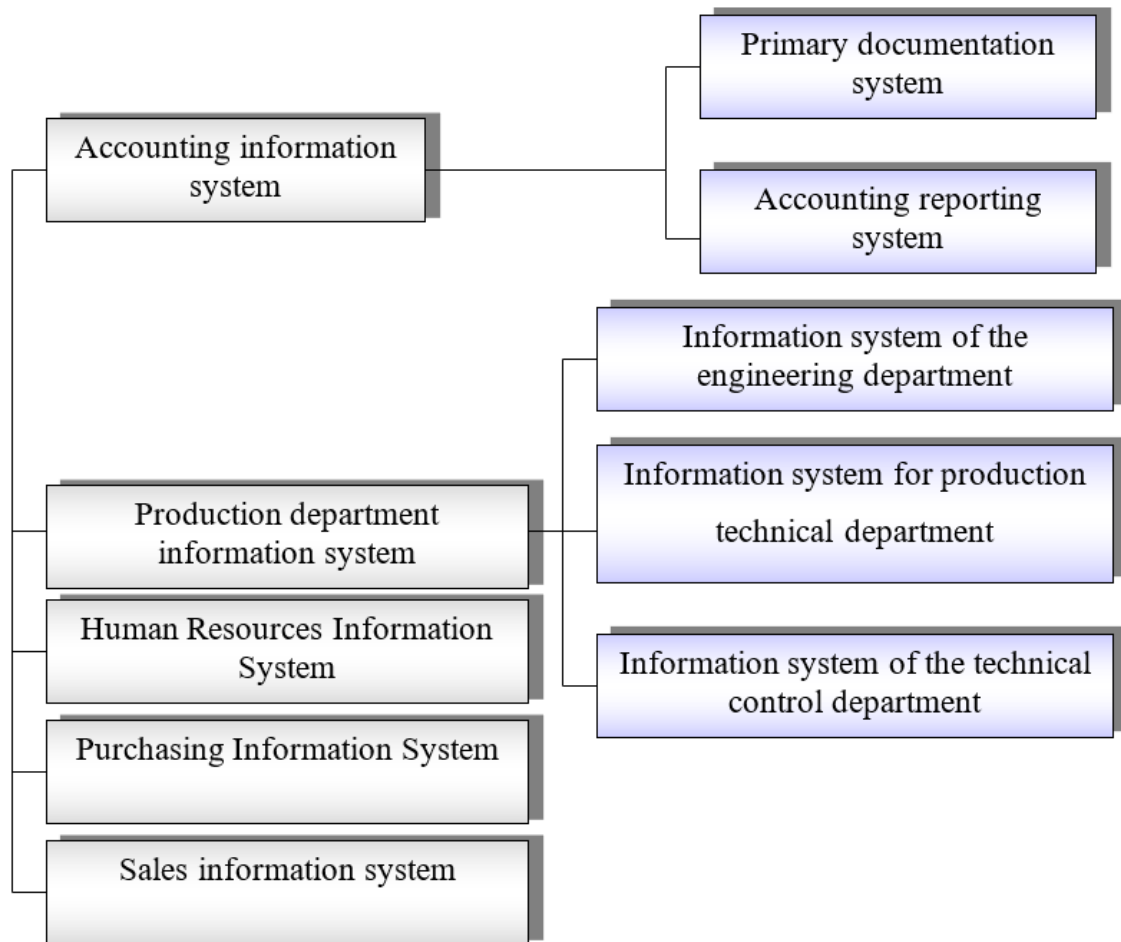 Primary documentation
system
Accounting information
system
Accounting reporting
system
Information system of the
engineering department
Information system for production
technical department
Production department
information system
Human Resources Information
System
Information system of the technical
control department
Purchasing Information System
Sales information system